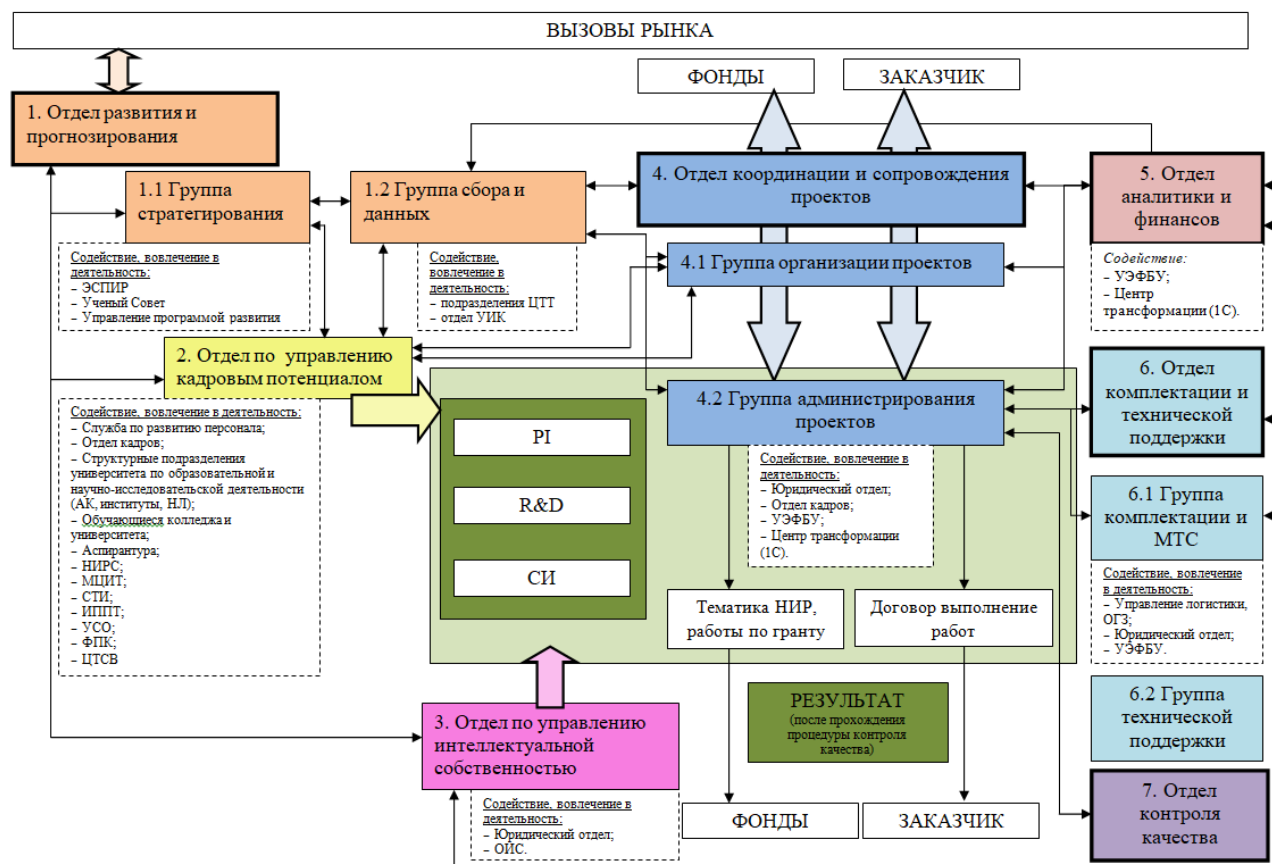 ВЫЗОВЫ РЫНКА
ФОНДЫ
ЗАКАЗЧИК
1. Отдел развития и
прогнозирования
1.1 Группа
стратегирования
Содействие, вовлечение в
деятельность:
– ЭСПИР
– Ученый Совет
– Управление программой развития
1.2 Группа сбора и
данных
Содействие,
вовлечение в
деятельность:
– подразделения ЦТТ
– отдел УИК
4. Отдел координации и сопровождения
проектов
4.1 Группа организации проектов
5. Отдел
аналитики и
финансов
Содействие:
– УЭФБУ;
– Центр
трансформации (1С).
2. Отдел по управлению
кадровым потенциалом
Содействие, вовлечение в деятельность:
– Служба по развитию персонала;
– Отдел кадров;
– Структурные подразделения
университета по образовательной и
научно-исследовательской деятельности
(АК, институты, НЛ);
– Обучающиеся колледжа и
университета;
– Аспирантура;
– НИРС;
– МЦИТ;
– СТИ;
– ИППТ;
– УСО;
– ФПК;
– ЦТСВ
PI
R&D
СИ
4.2 Группа администрирования
проектов
Содействие, вовлечение в
деятельность:
– Юридический отдел;
– Отдел кадров;
– УЭФБУ;
– Центр трансформации
(1С).
Тематика НИР,
работы по гранту
Договор выполнение
работ
6. Отдел
комплектации и
технической
поддержки
6.1 Группа
комплектации и
МТС
Содействие, вовлечение
в деятельность:
– Управление логистики,
ОГЗ;
– Юридический отдел;
– УЭФБУ.
6.2 Группа
технической
поддержки
3. Отдел по управлению
интеллектуальной
собственностью
Содействие, вовлечение в
деятельность:
– Юридический отдел;
– ОИС.
РЕЗУЛЬТАТ
(после прохождения
процедуры контроля
качества)
ФОНДЫ
ЗАКАЗЧИК
7. Отдел
контроля
качества